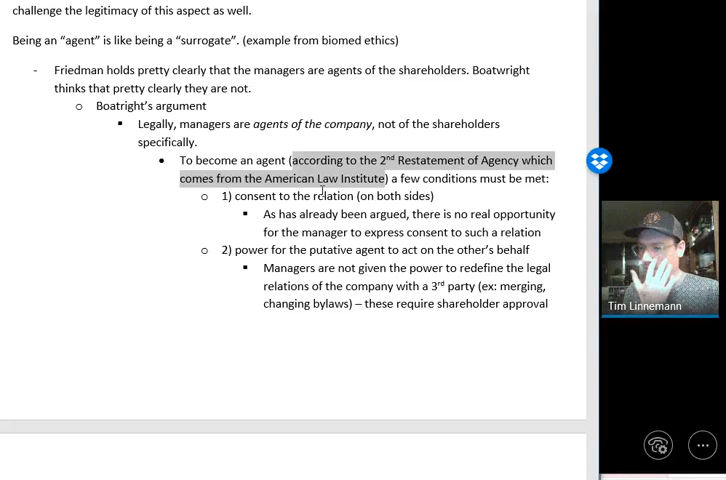 challenge the legitimacy of this aspect as well.
Being an “agent” is like being a “surrogate”. (example from biomed ethics)
- Friedman holds pretty clearly that the managers are agents of the shareholders. Boatwright
thinks that pretty clearly they are not.
o Boatright’s argument
▪ Legally, managers are agents of the company, not of the shareholders
specifically.
• To become an agent (according to the 2nd Restatement of Agency which
comes from the American Law Institute) a few conditions must be met:
o 1) consent to the relation (on both sides)
▪ As has already been argued, there is no real opportunity
for the manager to express consent to such a relation
o 2) power for the putative agent to act on the other’s behalf
▪ Managers are not given the power to redefine the legal
relations of the company with a 3rd party (ex: merging,
changing bylaws) – these require shareholder approval
Tim Linnemann